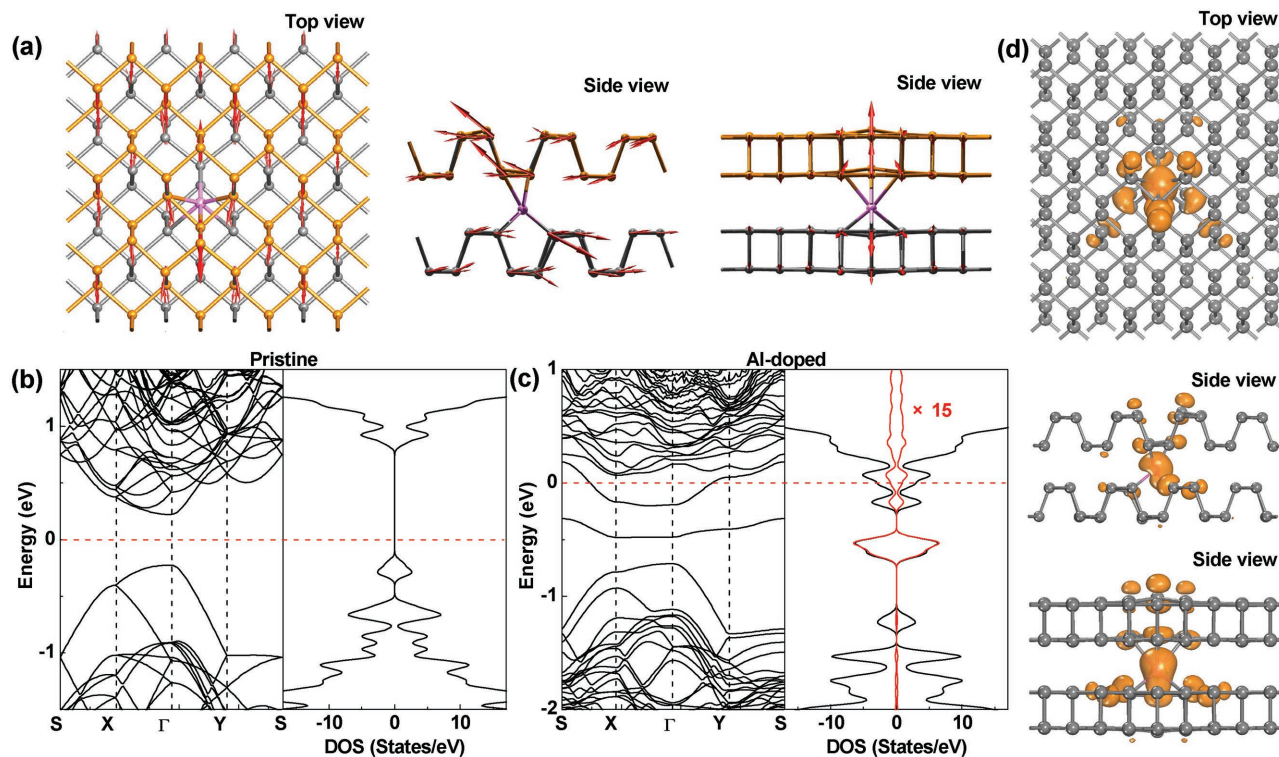 (a)
Top view
Side view
Side view
(d)
Top view
(b)
Pristine
Energy (eV)
1
0
-1
S X Γ Y S
-10 0 10
DOS (States/eV)
(c)
Al-doped
Energy (eV)
1
0
-1
-2
× 15
S X Γ Y S
-10 0 10
DOS (States/eV)
Side view
Side view